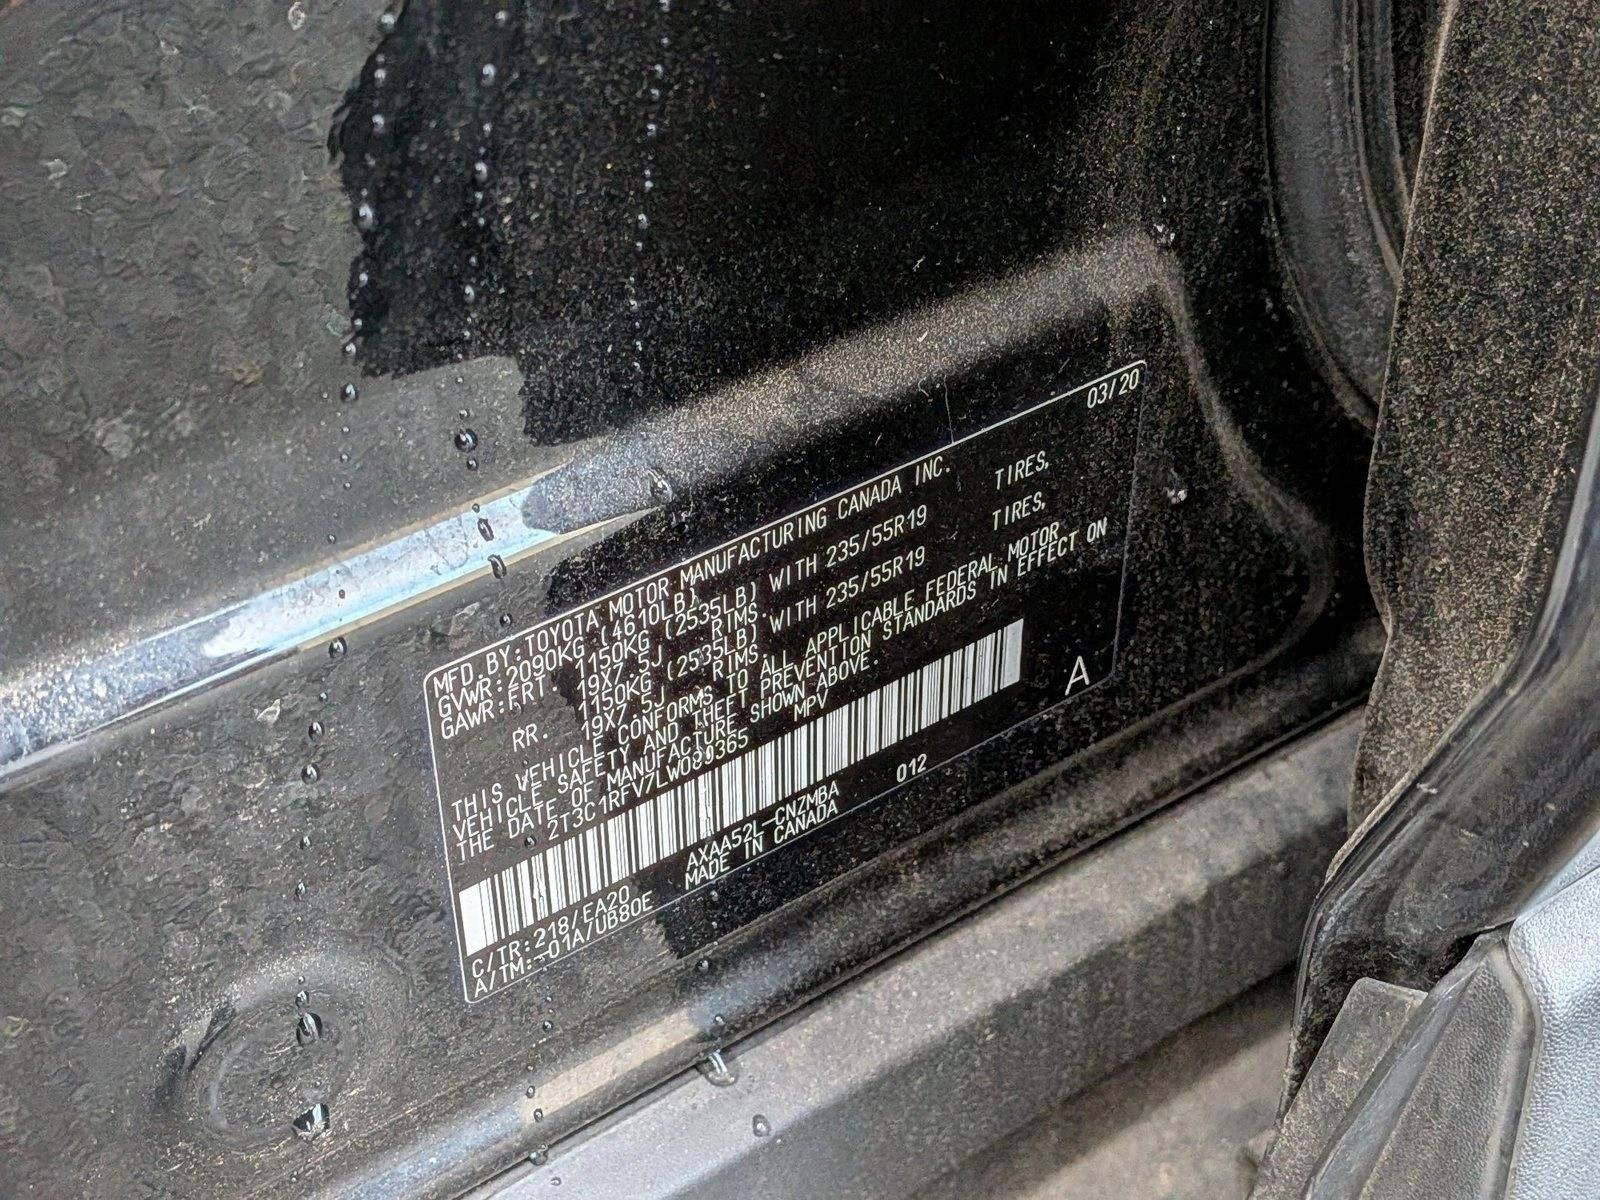 MFD. BY: TOYOTA MOTOR MANUFACTURING CANADA INC. 03/20
GVWR: 2090KG (4610LB)
GAWR: FRT. 1150KG (2535LB) WITH 235/55R19 TIRES,
19X7.5J RIMS.
RR. 1150KG (2535LB) WITH 235/55R19 TIRES,
19X7.5J RIMS.
THIS VEHICLE CONFORMS TO ALL APPLICABLE FEDERAL MOTOR
VEHICLE SAFETY AND THEFT PREVENTION STANDARDS IN EFFECT ON
THE DATE OF MANUFACTURE SHOWN ABOVE.
2T3C1RFV7LW089365 MPV
A
C/TR: 218/EA20 AXAA52L-CNZMBA 012
A/TM: -01A/UB80E MADE IN CANADA